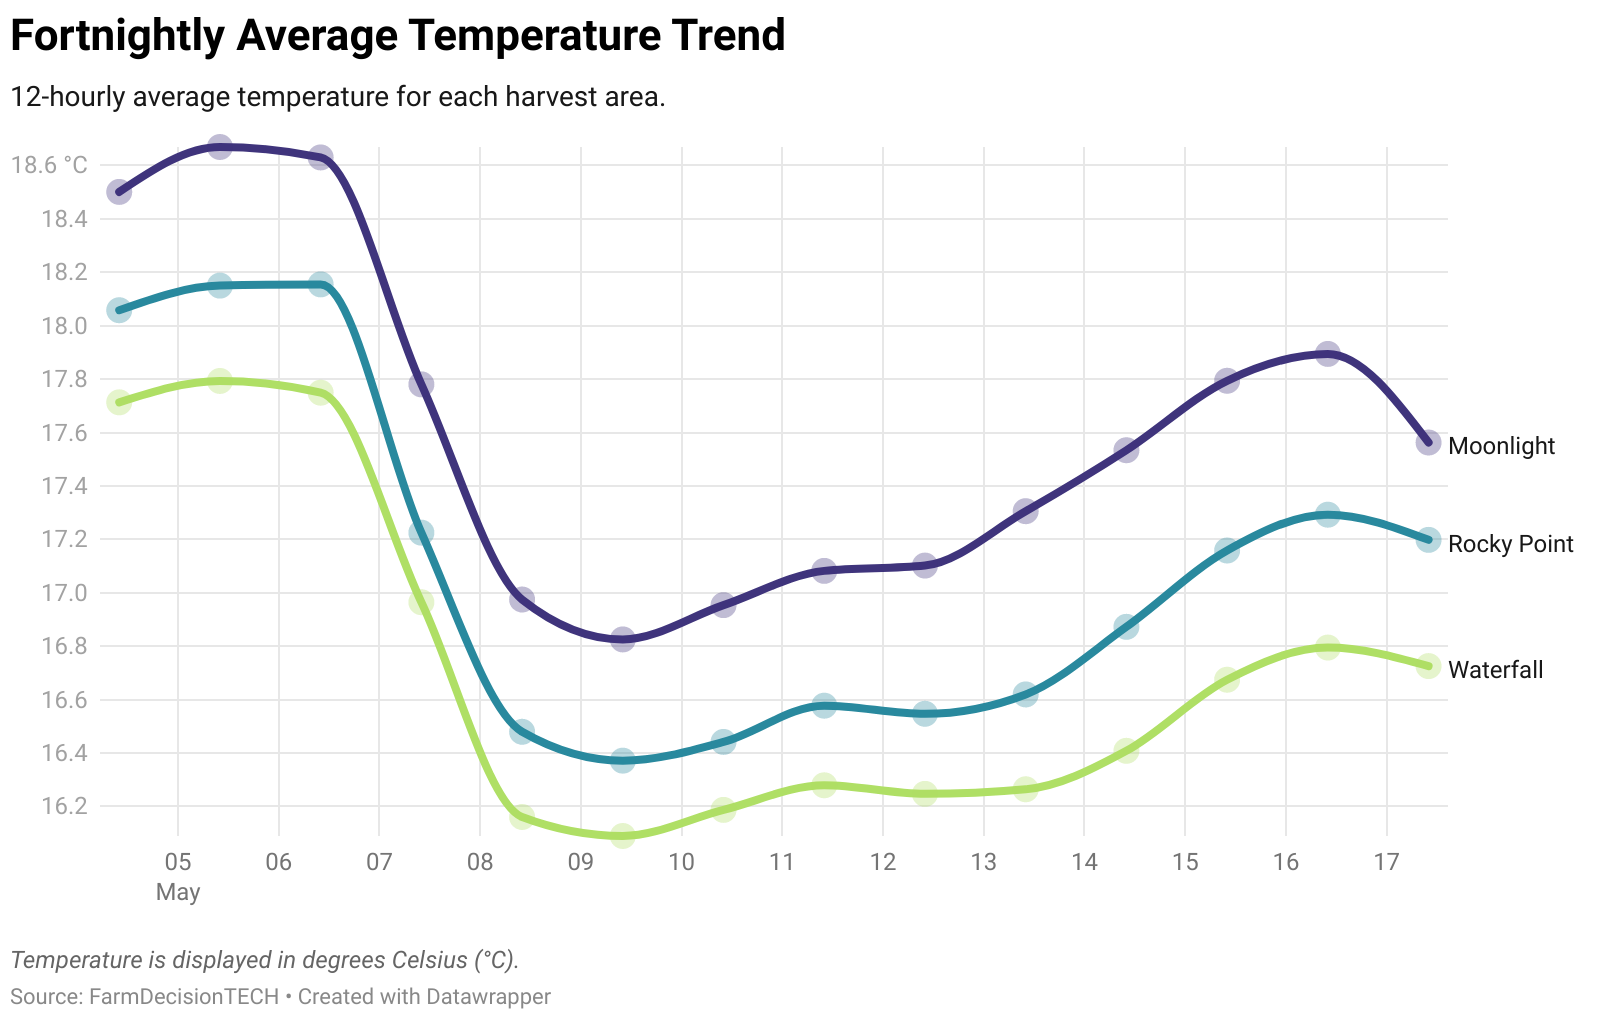 Fortnightly Average Temperature Trend
12-hourly average temperature for each harvest area.
18.6 °C
18.4
18.2
18.0
17.8
17.6
17.4
17.2
17.0
16.8
16.6
16.4
16.2
Moonlight
Rocky Point
Waterfall
05 06 07 08 09 10 11 12 13 14 15 16 17
May
Temperature is displayed in degrees Celsius (°C).
Source: FarmDecisionTECH • Created with Datawrapper